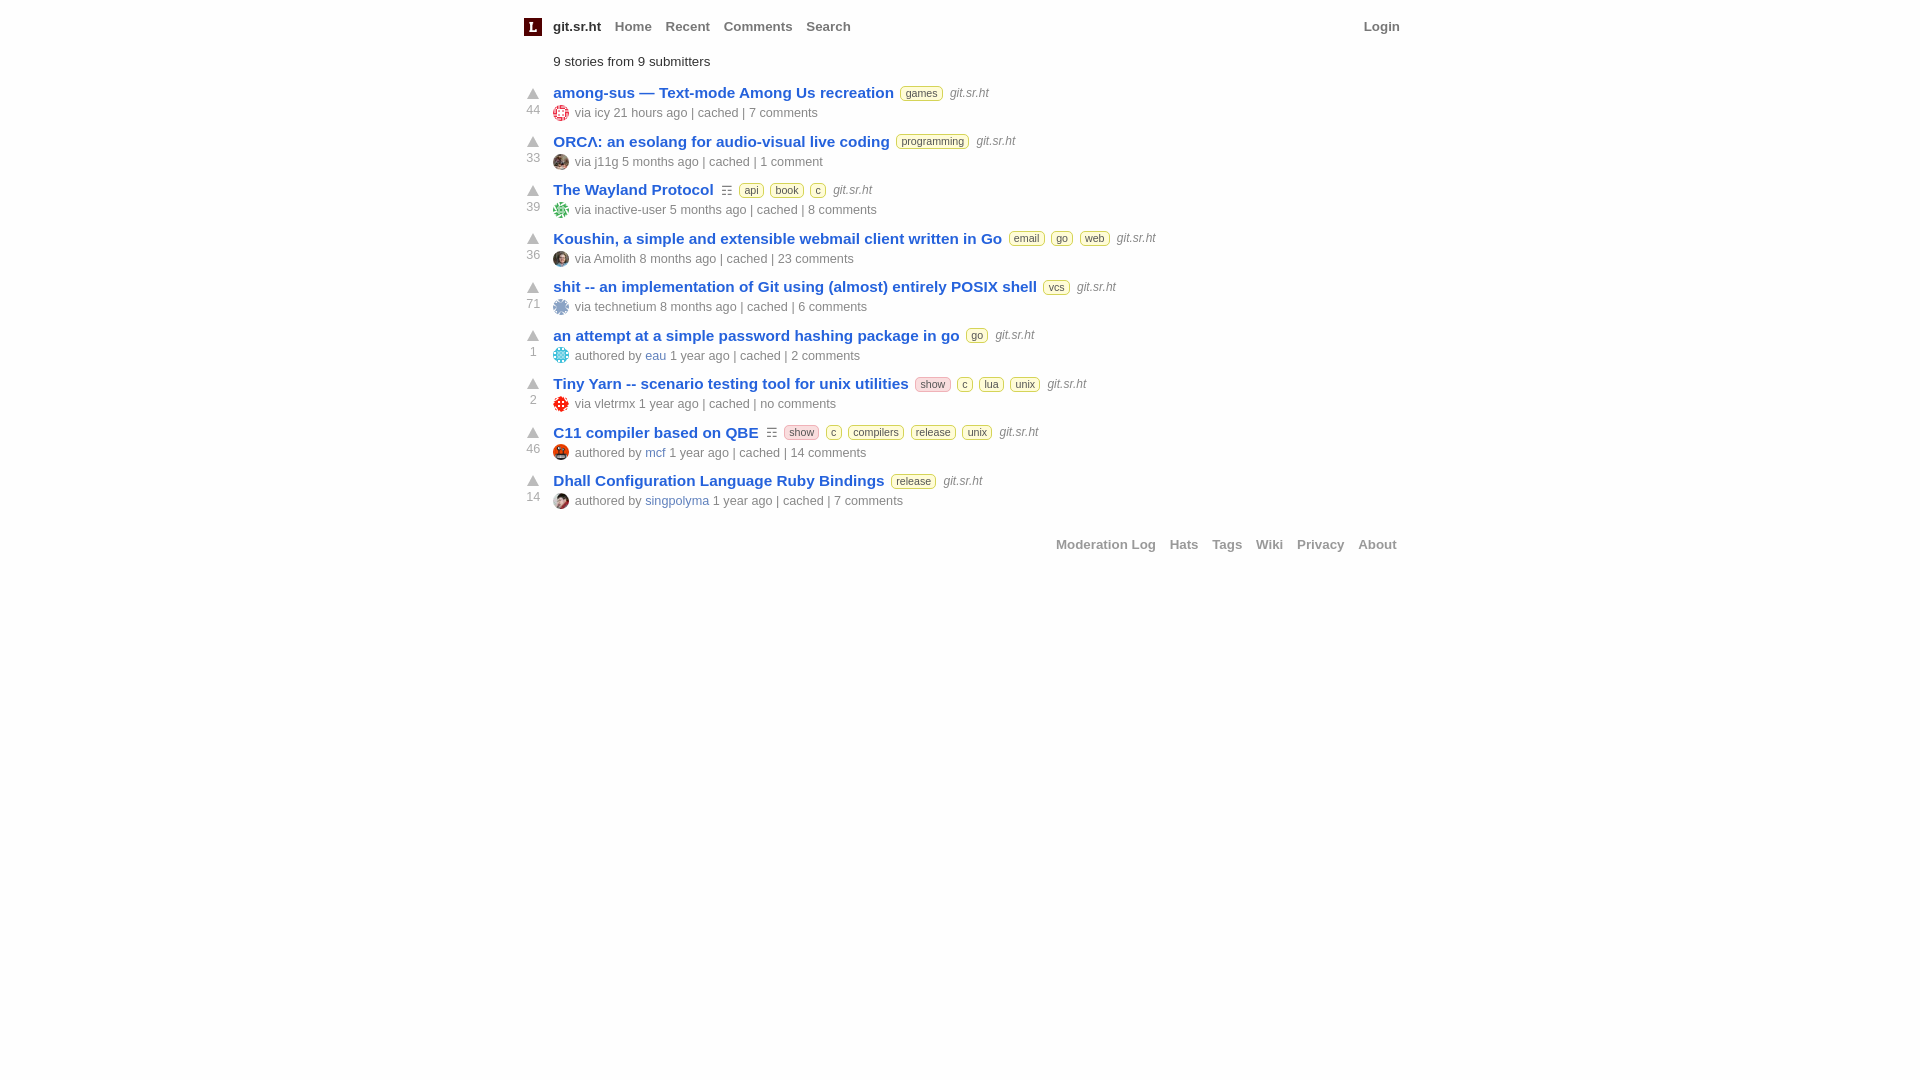 L git.sr.ht Home Recent Comments Search Login
9 stories from 9 submitters
among-sus — Text-mode Among Us recreation games git.sr.ht
44 via icy 21 hours ago | cached | 7 comments
ORCΛ: an esolang for audio-visual live coding programming git.sr.ht
33 via j11g 5 months ago | cached | 1 comment
The Wayland Protocol ☶ api book c git.sr.ht
39 via inactive-user 5 months ago | cached | 8 comments
Koushin, a simple and extensible webmail client written in Go email go web git.sr.ht
36 via Amolith 8 months ago | cached | 23 comments
shit -- an implementation of Git using (almost) entirely POSIX shell vcs git.sr.ht
71 via technetium 8 months ago | cached | 6 comments
an attempt at a simple password hashing package in go go git.sr.ht
1 authored by eau 1 year ago | cached | 2 comments
Tiny Yarn -- scenario testing tool for unix utilities show c lua unix git.sr.ht
2 via vletrmx 1 year ago | cached | no comments
C11 compiler based on QBE ☶ show c compilers release unix git.sr.ht
46 authored by mcf 1 year ago | cached | 14 comments
Dhall Configuration Language Ruby Bindings release git.sr.ht
14 authored by singpolyma 1 year ago | cached | 7 comments
Moderation Log Hats Tags Wiki Privacy About